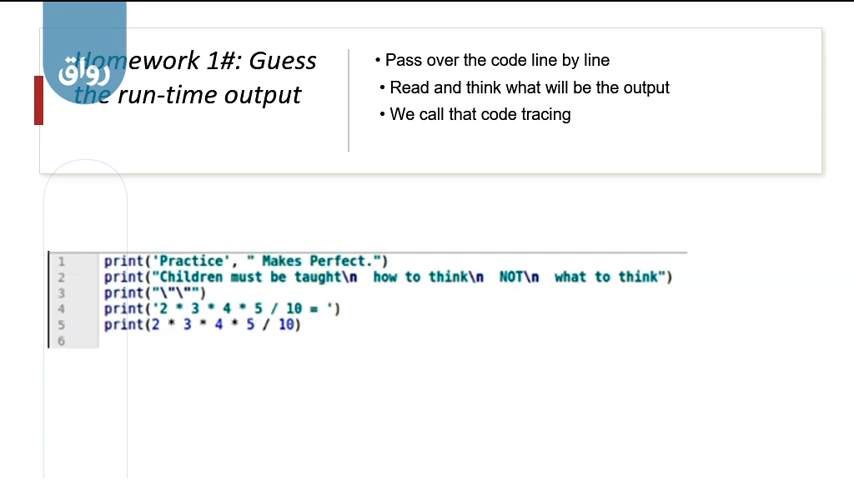 رواق
Homework 1#: Guess
the run-time output
• Pass over the code line by line
• Read and think what will be the output
• We call that code tracing
1 print('Practice', " Makes Perfect.")
2 print("Children must be taught\n  how to think\n  NOT\n  what to think")
3 print("\"\"")
4 print('2 * 3 * 4 * 5 / 10 = ')
5 print(2 * 3 * 4 * 5 / 10)
6